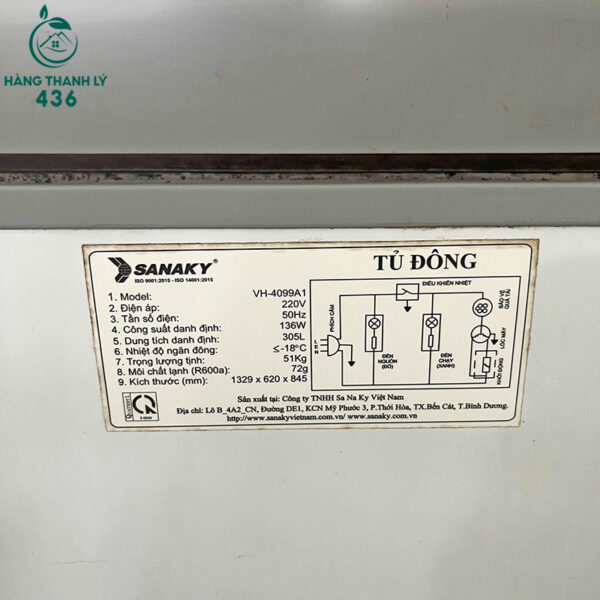 HÀNG THANH LÝ
436
SANAKY
ISO 9001:2015 - ISO 14001:2015
TỦ ĐÔNG
1. Model: VH-4099A1
2. Điện áp: 220V
3. Tần số điện: 50Hz
4. Công suất danh định: 136W
5. Dung tích danh định: 305L
6. Nhiệt độ ngăn đông: ≤-18°C
7. Trọng lượng tịnh: 51Kg
8. Môi chất lạnh (R600a): 72g
9. Kích thước (mm): 1329 x 620 x 845
ĐIỀU KHIỂN NHIỆT
BẢO VỆ
QUÁ TẢI
PHÍCH CẮM
L E N
ĐÈN
NGUỒN
(ĐỎ)
ĐÈN
CHẠY
(XANH)
LỐC MÁY
KHỞI ĐỘNG
Sản xuất tại: Công ty TNHH Sa Na Ky Việt Nam
Địa chỉ: Lô B_4A2_CN, Đường DE1, KCN Mỹ Phước 3, P.Thới Hòa, TX.Bến Cát, T.Bình Dương.
http://www.sanakyvietnam.com.vn/ www.sanaky.com.vn